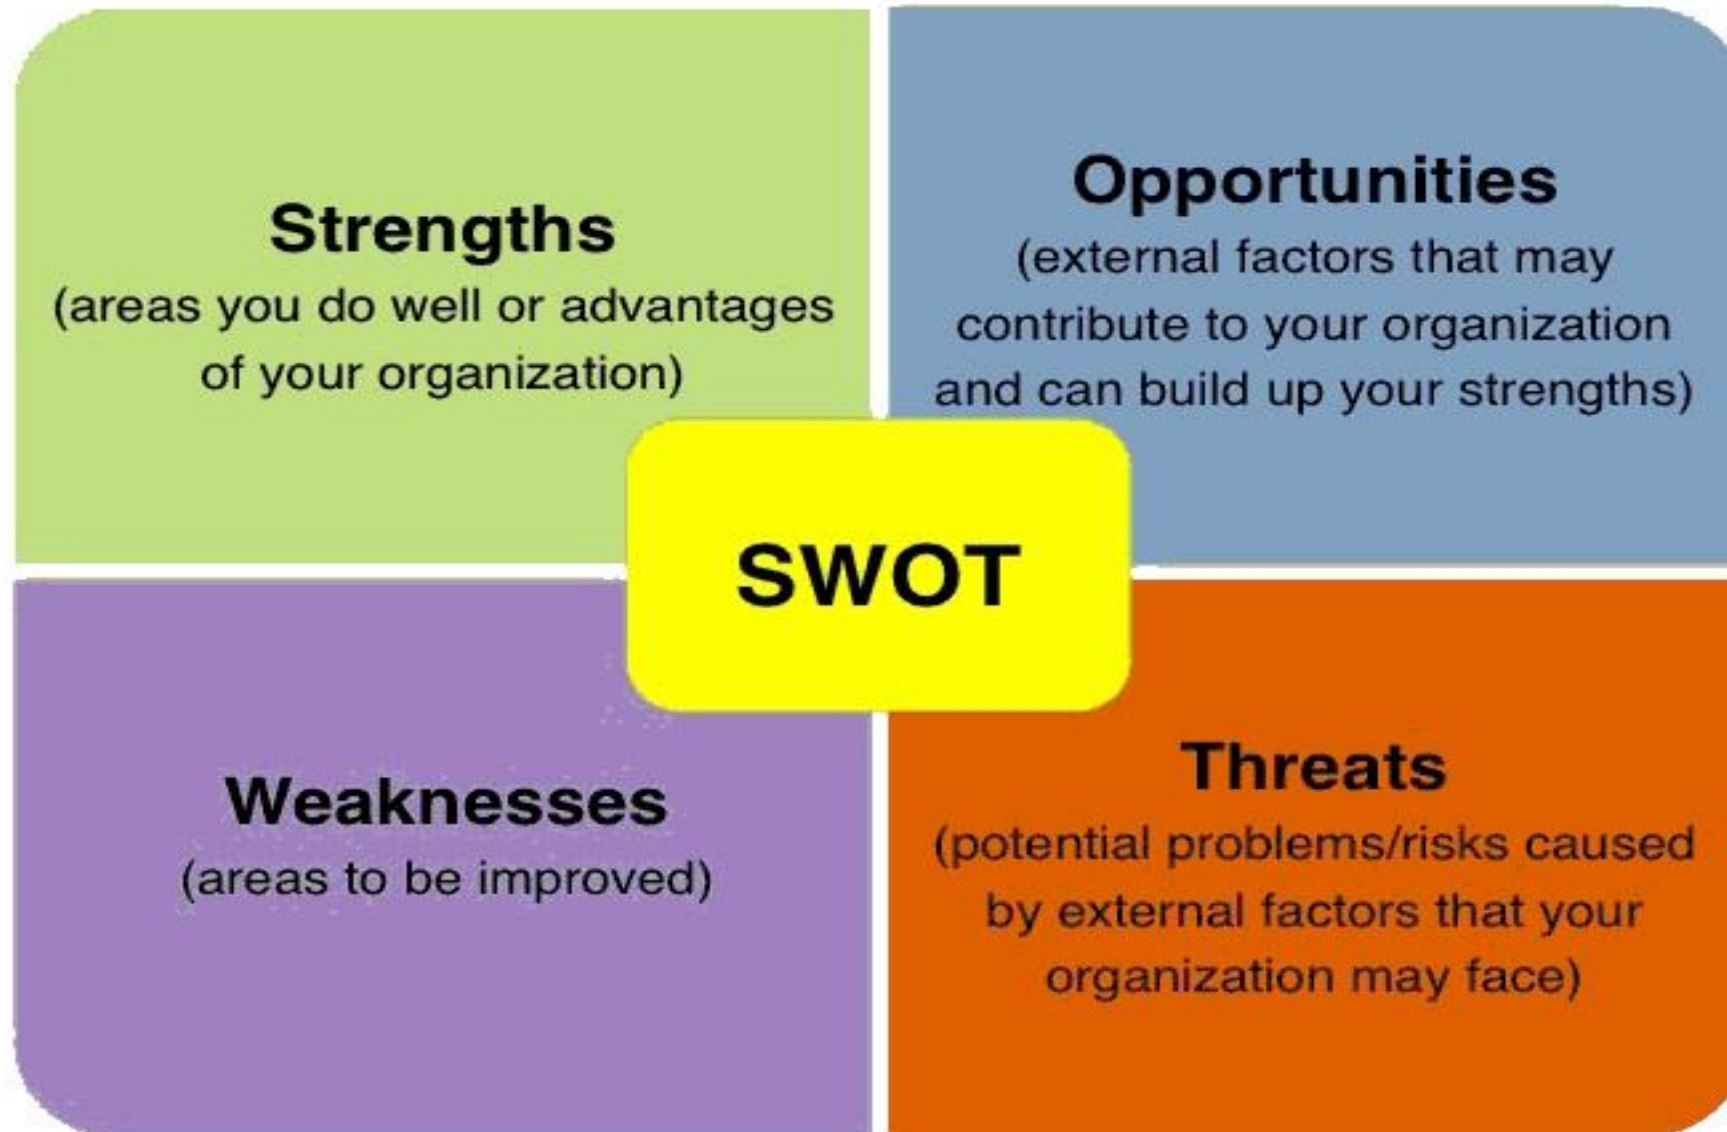 Strengths
(areas you do well or advantages
of your organization)
Opportunities
(external factors that may
contribute to your organization
and can build up your strengths)
SWOT
Weaknesses
(areas to be improved)
Threats
(potential problems/risks caused
by external factors that your
organization may face)